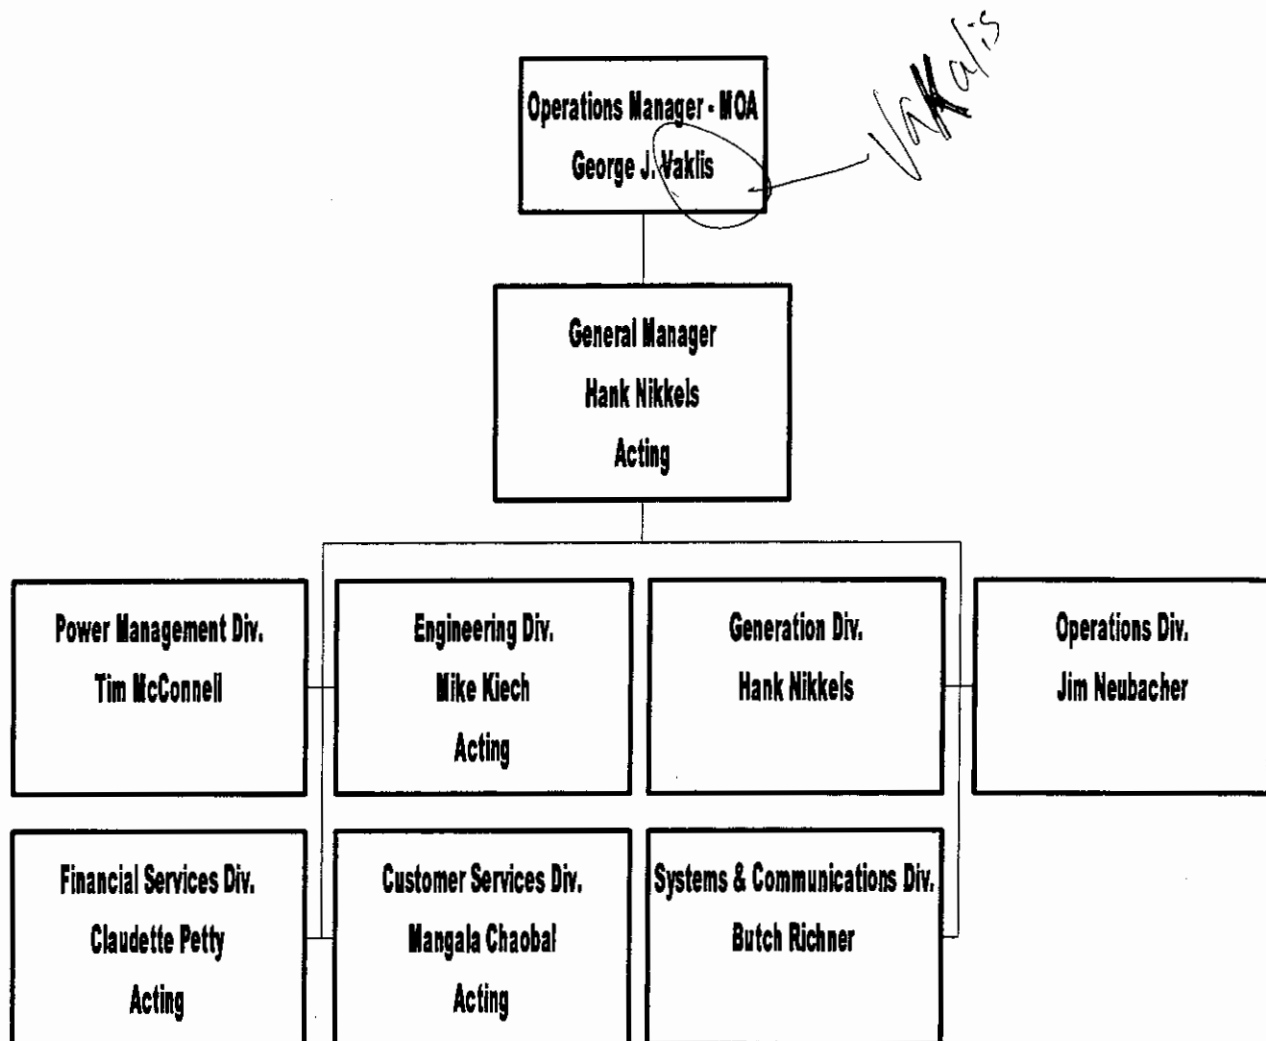 Operations Manager - MOA
George J. Vaklis
General Manager
Hank Nikkels
Acting
Power Management Div.
Tim McConnell
Engineering Div.
Mike Kiech
Acting
Generation Div.
Hank Nikkels
Operations Div.
Jim Neubacher
Financial Services Div.
Claudette Petty
Acting
Customer Services Div.
Mangala Chaobal
Acting
Systems & Communications Div.
Butch Richner